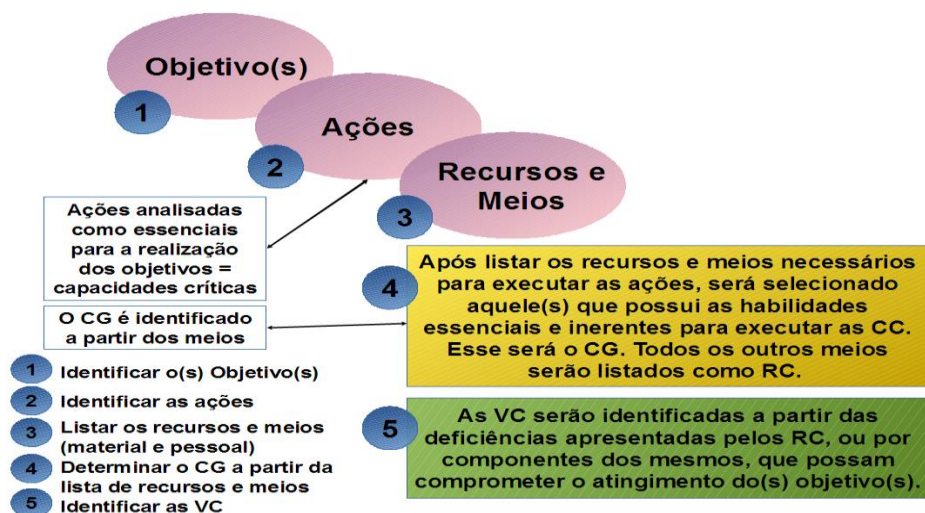 Objetivo(s)
1
Ações
2
Recursos e
Meios
3
Ações analisadas
como essenciais
para a realização
dos objetivos =
capacidades críticas
O CG é identificado
a partir dos meios
4
Após listar os recursos e meios necessários
para executar as ações, será selecionado
aquele(s) que possui as habilidades
essenciais e inerentes para executar as CC.
Esse será o CG. Todos os outros meios
serão listados como RC.
1 Identificar o(s) Objetivo(s)
2 Identificar as ações
3 Listar os recursos e meios
(material e pessoal)
4 Determinar o CG a partir da
lista de recursos e meios
5 Identificar as VC
5
As VC serão identificadas a partir das
deficiências apresentadas pelos RC, ou por
componentes dos mesmos, que possam
comprometer o atingimento do(s) objetivo(s).